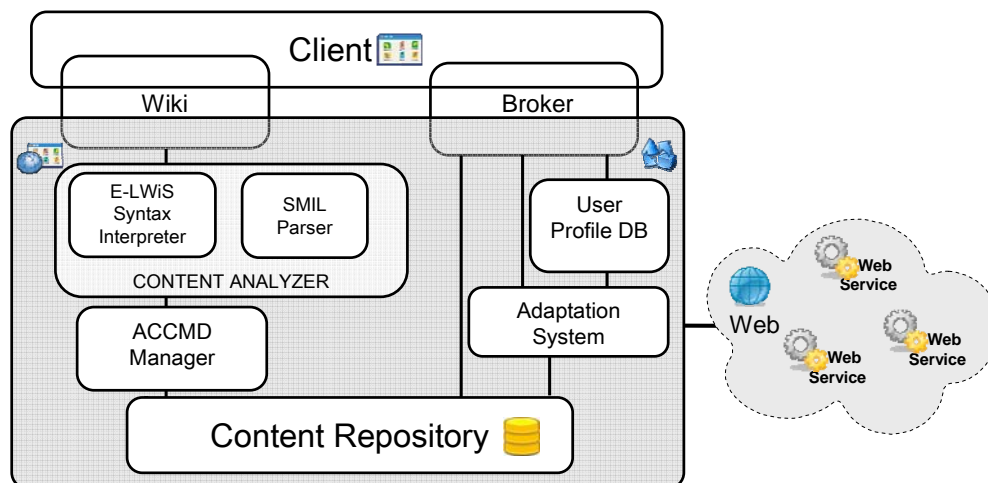 Client
Wiki
Broker
E-LWiS
Syntax
Interpreter
SMIL
Parser
CONTENT ANALYZER
User
Profile DB
ACCMD
Manager
Adaptation
System
Content Repository
Web
Web
Service
Web
Service
Web
Service